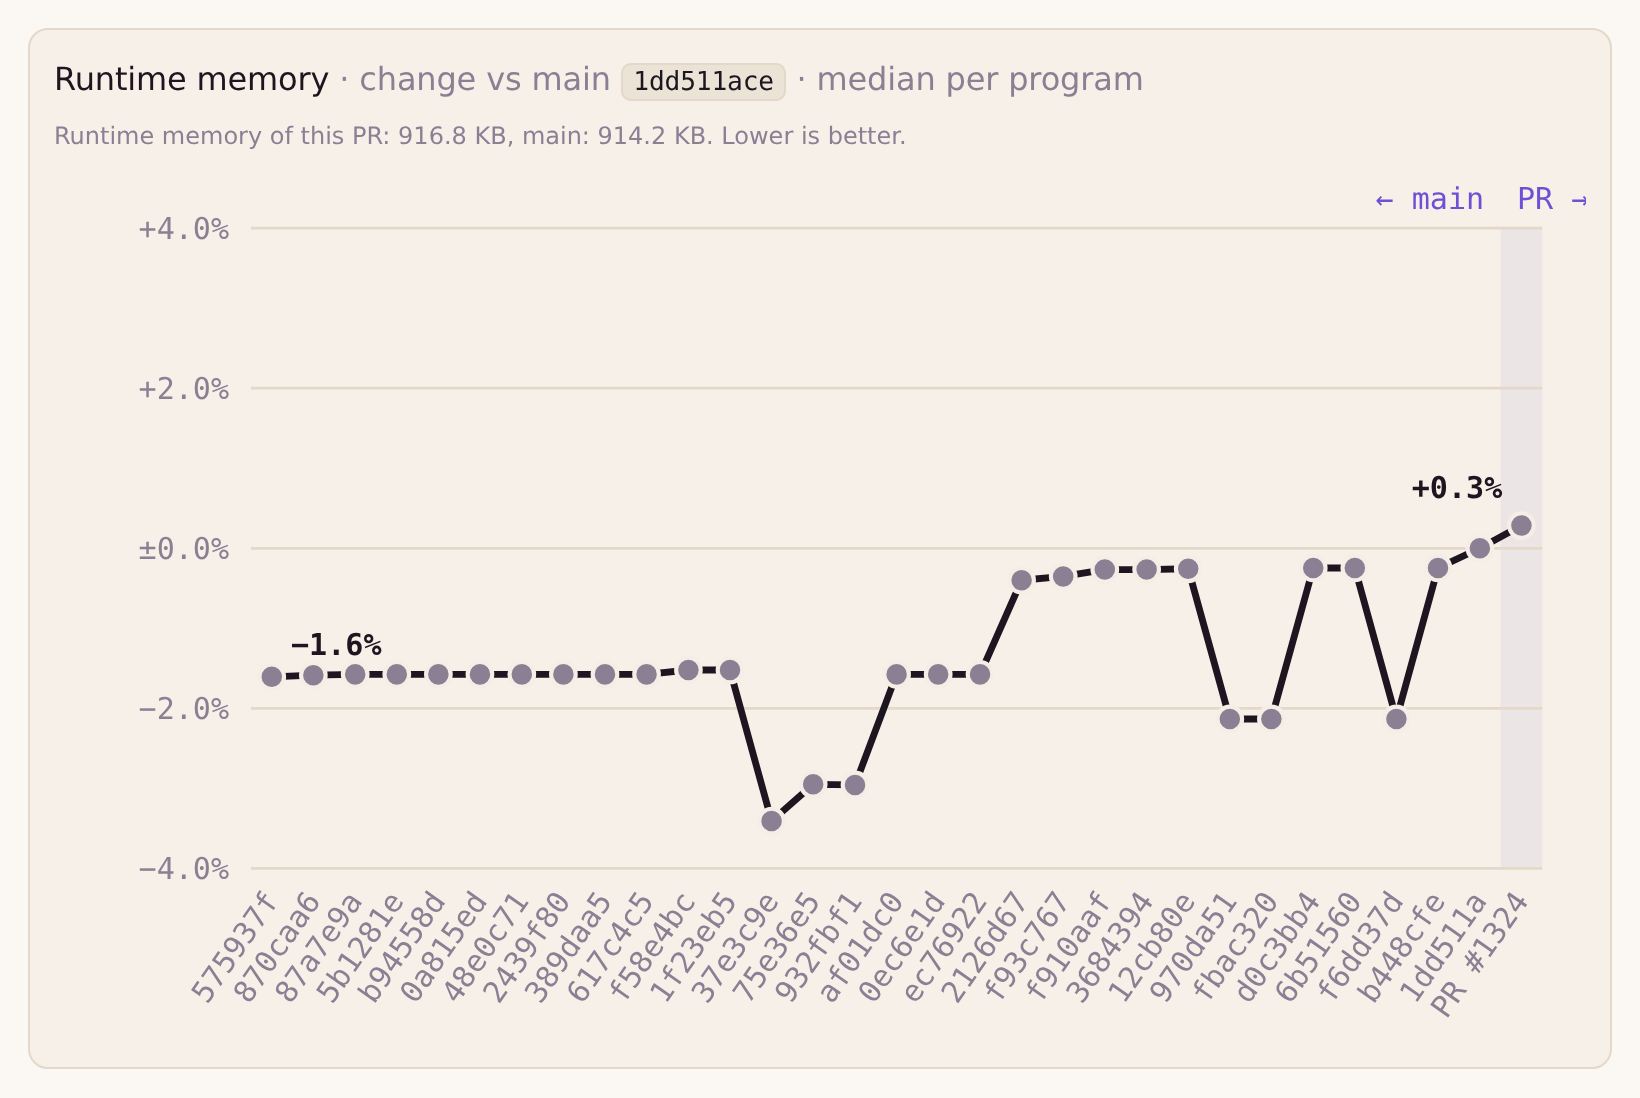 Runtime memory · change vs main 1dd511ace · median per program
Runtime memory of this PR: 916.8 KB, main: 914.2 KB. Lower is better.
← main PR →
+4.0%
+2.0%
+0.3%
±0.0%
−1.6%
−2.0%
−4.0%
575937f
870caa6
87a7e9a
5b1281e
b94558d
0a815ed
48e0c71
2439f80
389daa5
617c4c5
f58e4bc
1f23eb5
37e3c9e
75e36e5
932fbf1
af01dc0
0ec6e1d
ec76922
2126d67
f93c767
f910aaf
3684394
12cb80e
970da51
fbac320
d0c3bb4
6b51560
f6dd37d
b448cfe
1dd511a
PR #1324